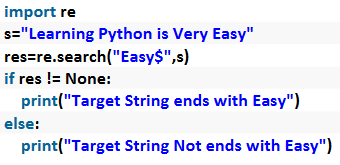 import re
s="Learning Python is Very Easy"
res=re.search("Easy$",s)
if res != None:
    print("Target String ends with Easy")
else:
    print("Target String Not ends with Easy")